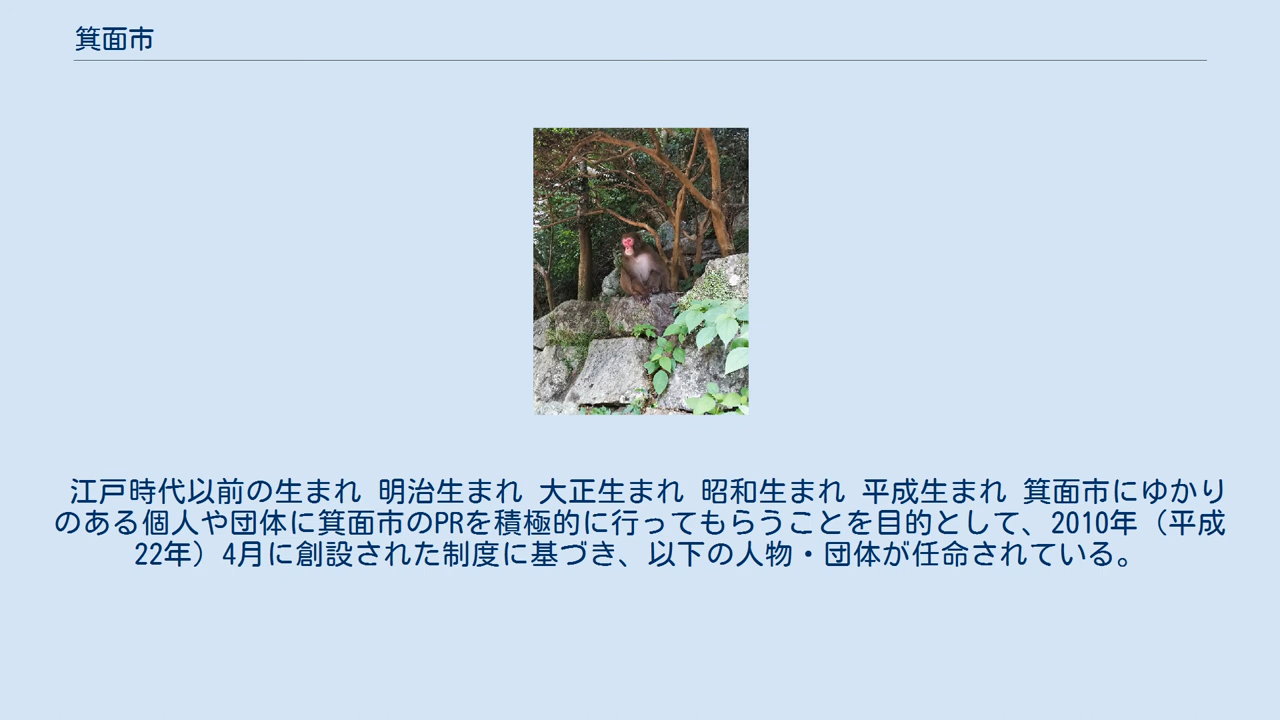 箕面市
江戸時代以前の生まれ 明治生まれ 大正生まれ 昭和生まれ 平成生まれ 箕面市にゆかり
のある個人や団体に箕面市のPRを積極的に行ってもらうことを目的として、2010年（平成
22年）4月に創設された制度に基づき、以下の人物・団体が任命されている。